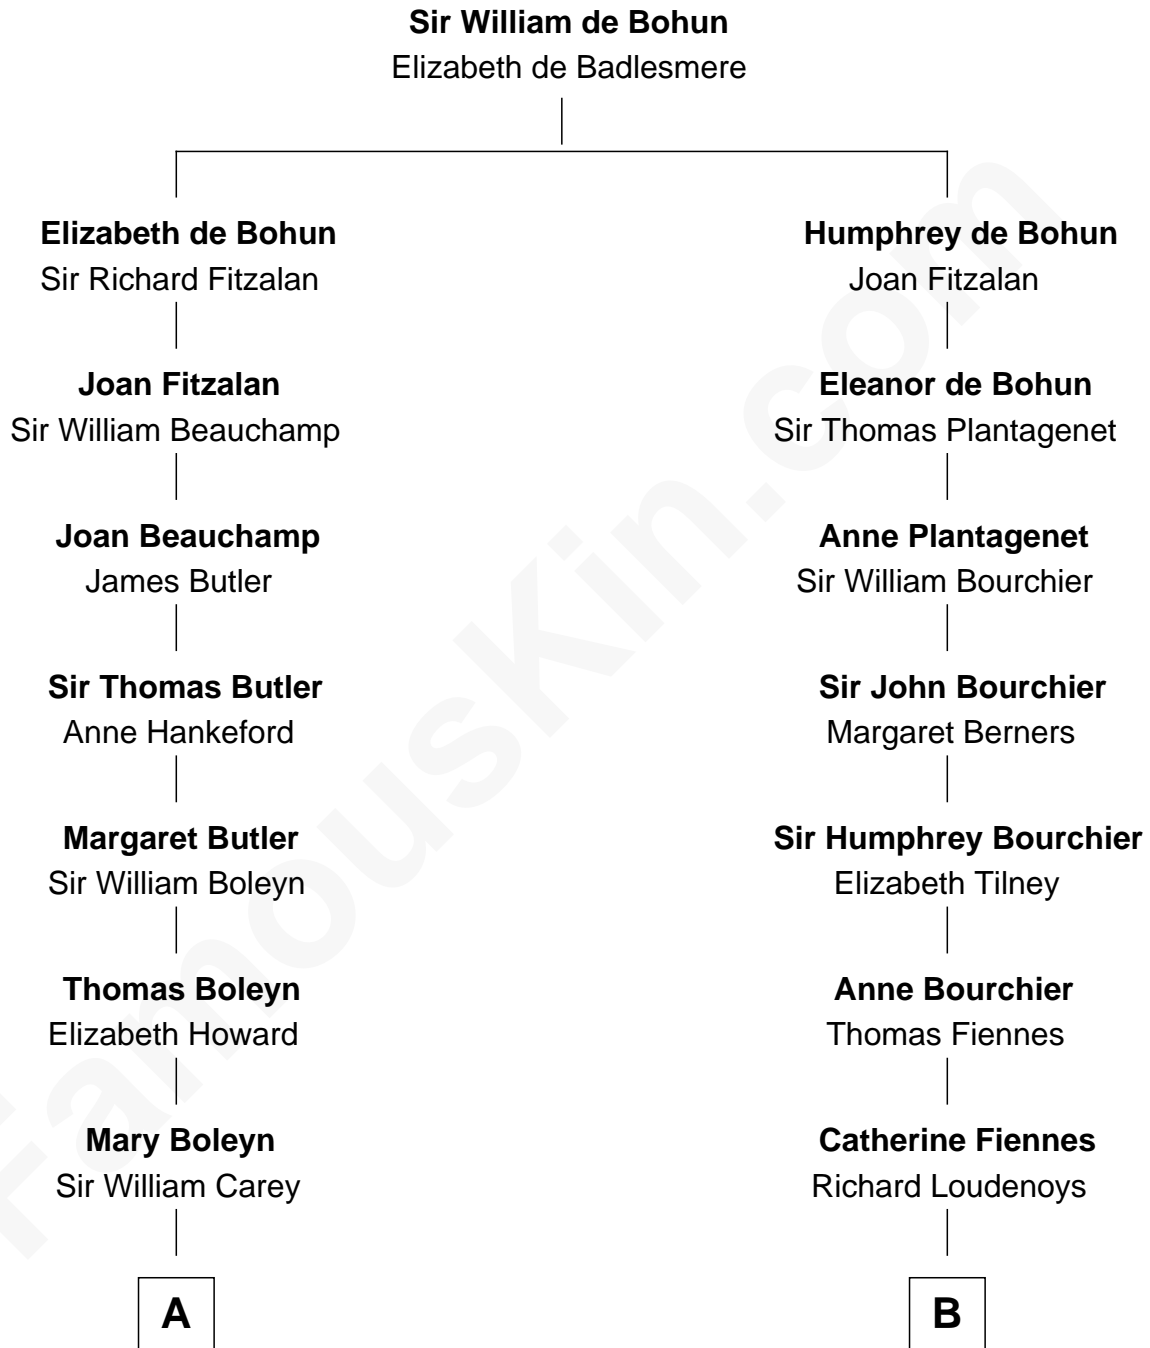 Sir William de Bohun
Elizabeth de Badlesmere
Elizabeth de Bohun
Sir Richard Fitzalan
Humphrey de Bohun
Joan Fitzalan
Joan Fitzalan
Sir William Beauchamp
Eleanor de Bohun
Sir Thomas Plantagenet
Joan Beauchamp
James Butler
Anne Plantagenet
Sir William Bourchier
Sir Thomas Butler
Anne Hankeford
Sir John Bourchier
Margaret Berners
Margaret Butler
Sir William Boleyn
Sir Humphrey Bourchier
Elizabeth Tilney
Thomas Boleyn
Elizabeth Howard
Anne Bourchier
Thomas Fiennes
Mary Boleyn
Sir William Carey
Catherine Fiennes
Richard Loudenoys
A
B
FamousKin.com